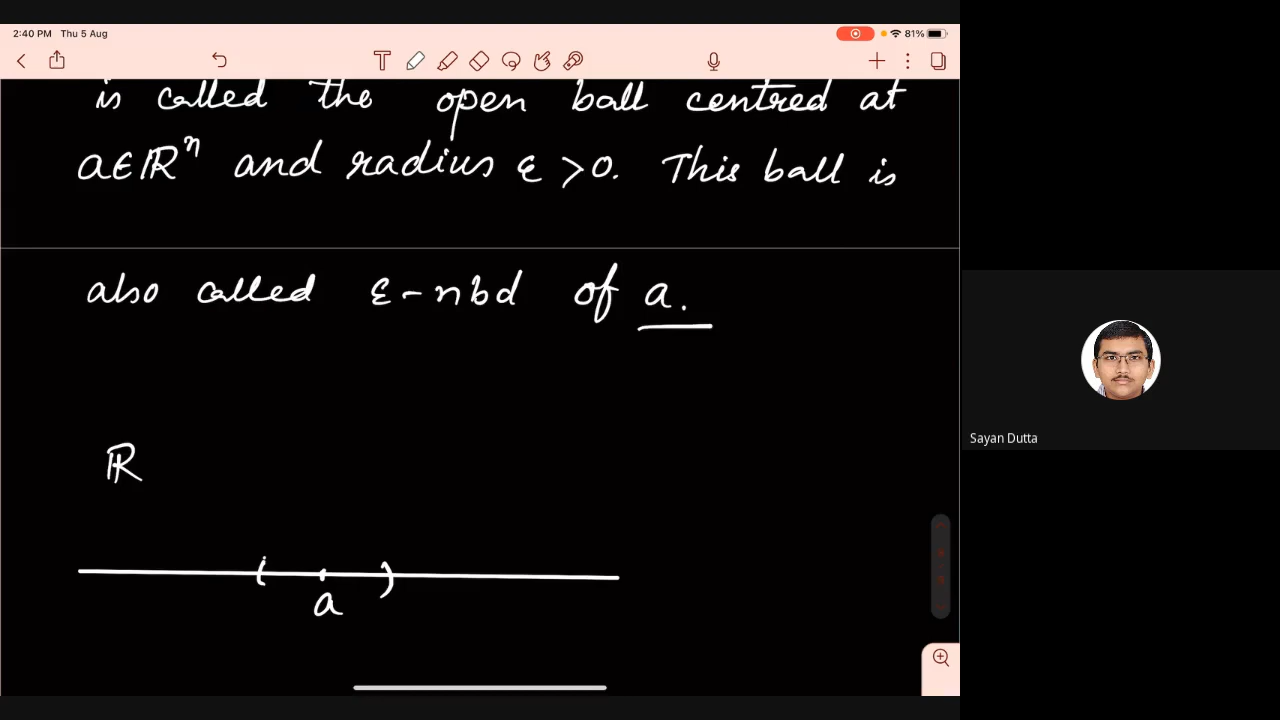 2:40 PM Thu 5 Aug
81%
is called the open ball centred at
a∈ℝⁿ and radius ε > 0. This ball is
also called ε-nbd of a.
ℝ
( )
a
Sayan Dutta